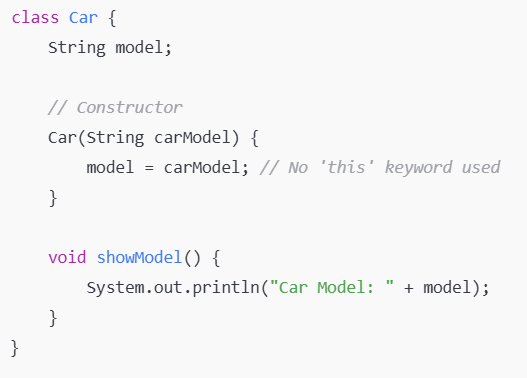 class Car {
    String model;

    // Constructor
    Car(String carModel) {
        model = carModel; // No 'this' keyword used
    }

    void showModel() {
        System.out.println("Car Model: " + model);
    }
}